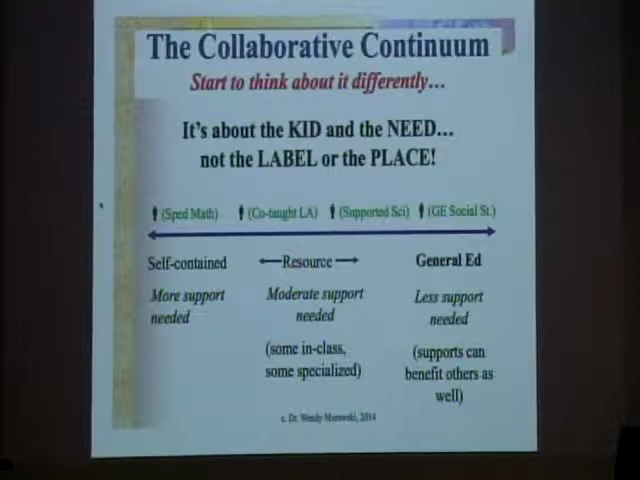 The Collaborative Continuum
Start to think about it differently...
It's about the KID and the NEED...
not the LABEL or the PLACE!
(Sped Math) (Co-taught LA) (Supported Sci) (GE Social St.)
Self-contained Resource General Ed
More support needed
Moderate support needed
Less support needed
(some in-class,
some specialized)
(supports can
benefit others as
well)
c. Dr. Wendy Murawski, 2014